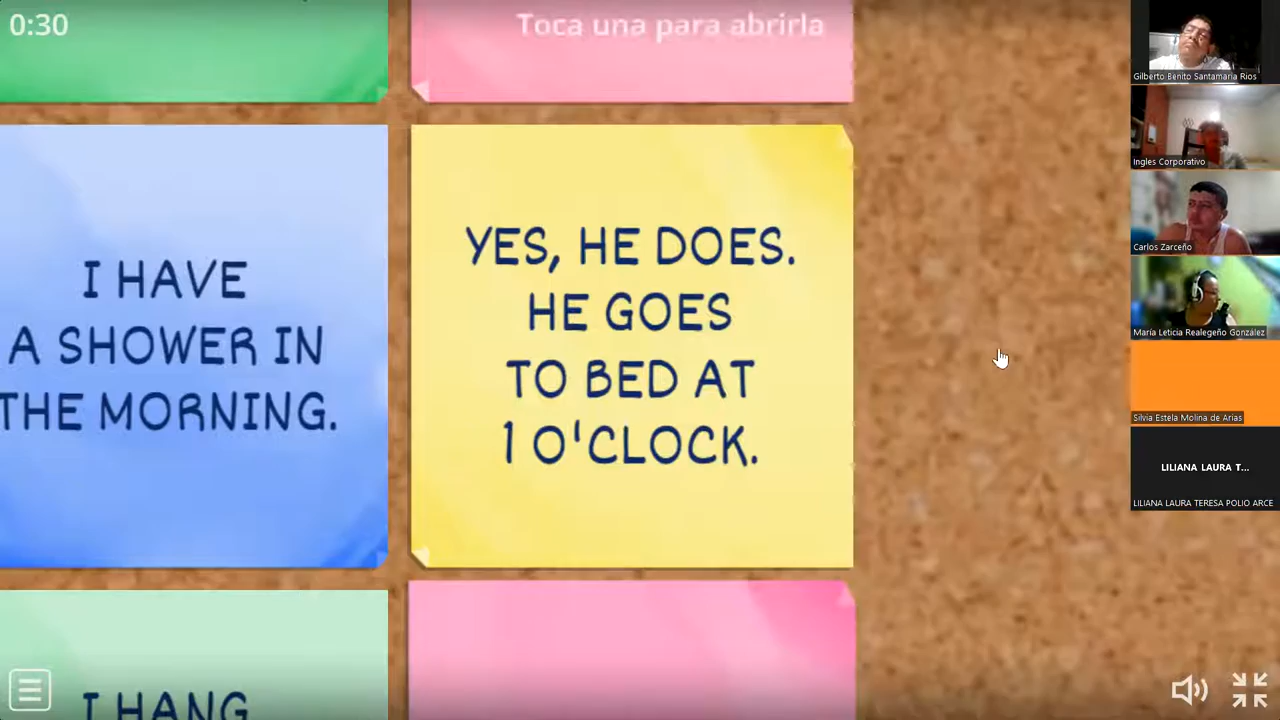 0:30
Toca una para abrirla
I HAVE
A SHOWER IN
THE MORNING.
YES, HE DOES.
HE GOES
TO BED AT
1 O'CLOCK.
I HANG
Gilberto Benito Santamaria Rios
Ingles Corporativo
Carlos Zarceño
María Leticia Realegeño González
Silvia Estela Molina de Arias
LILIANA LAURA T...
LILIANA LAURA TERESA POLIO ARCE